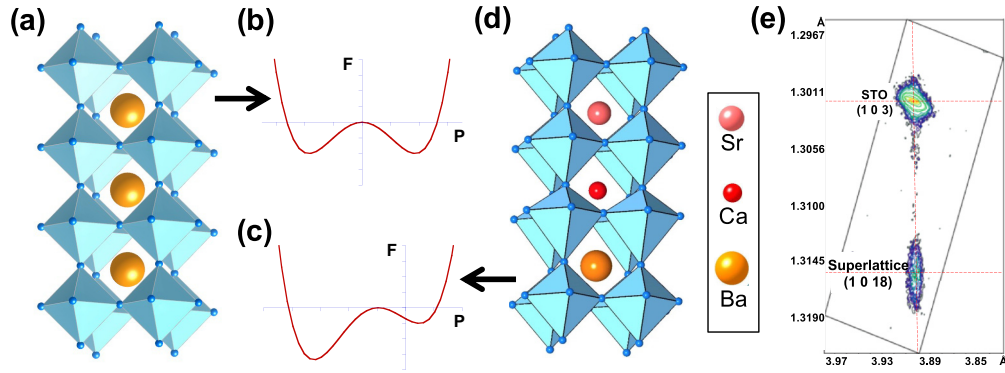 (a)
(b)
F
P
(c)
F
P
(d)
Sr
Ca
Ba
(e)
Å
1.2967
1.3011
1.3056
1.3100
1.3145
1.3190
STO
(1 0 3)
Superlattice
(1 0 18)
3.97 3.93 3.89 3.85 Å